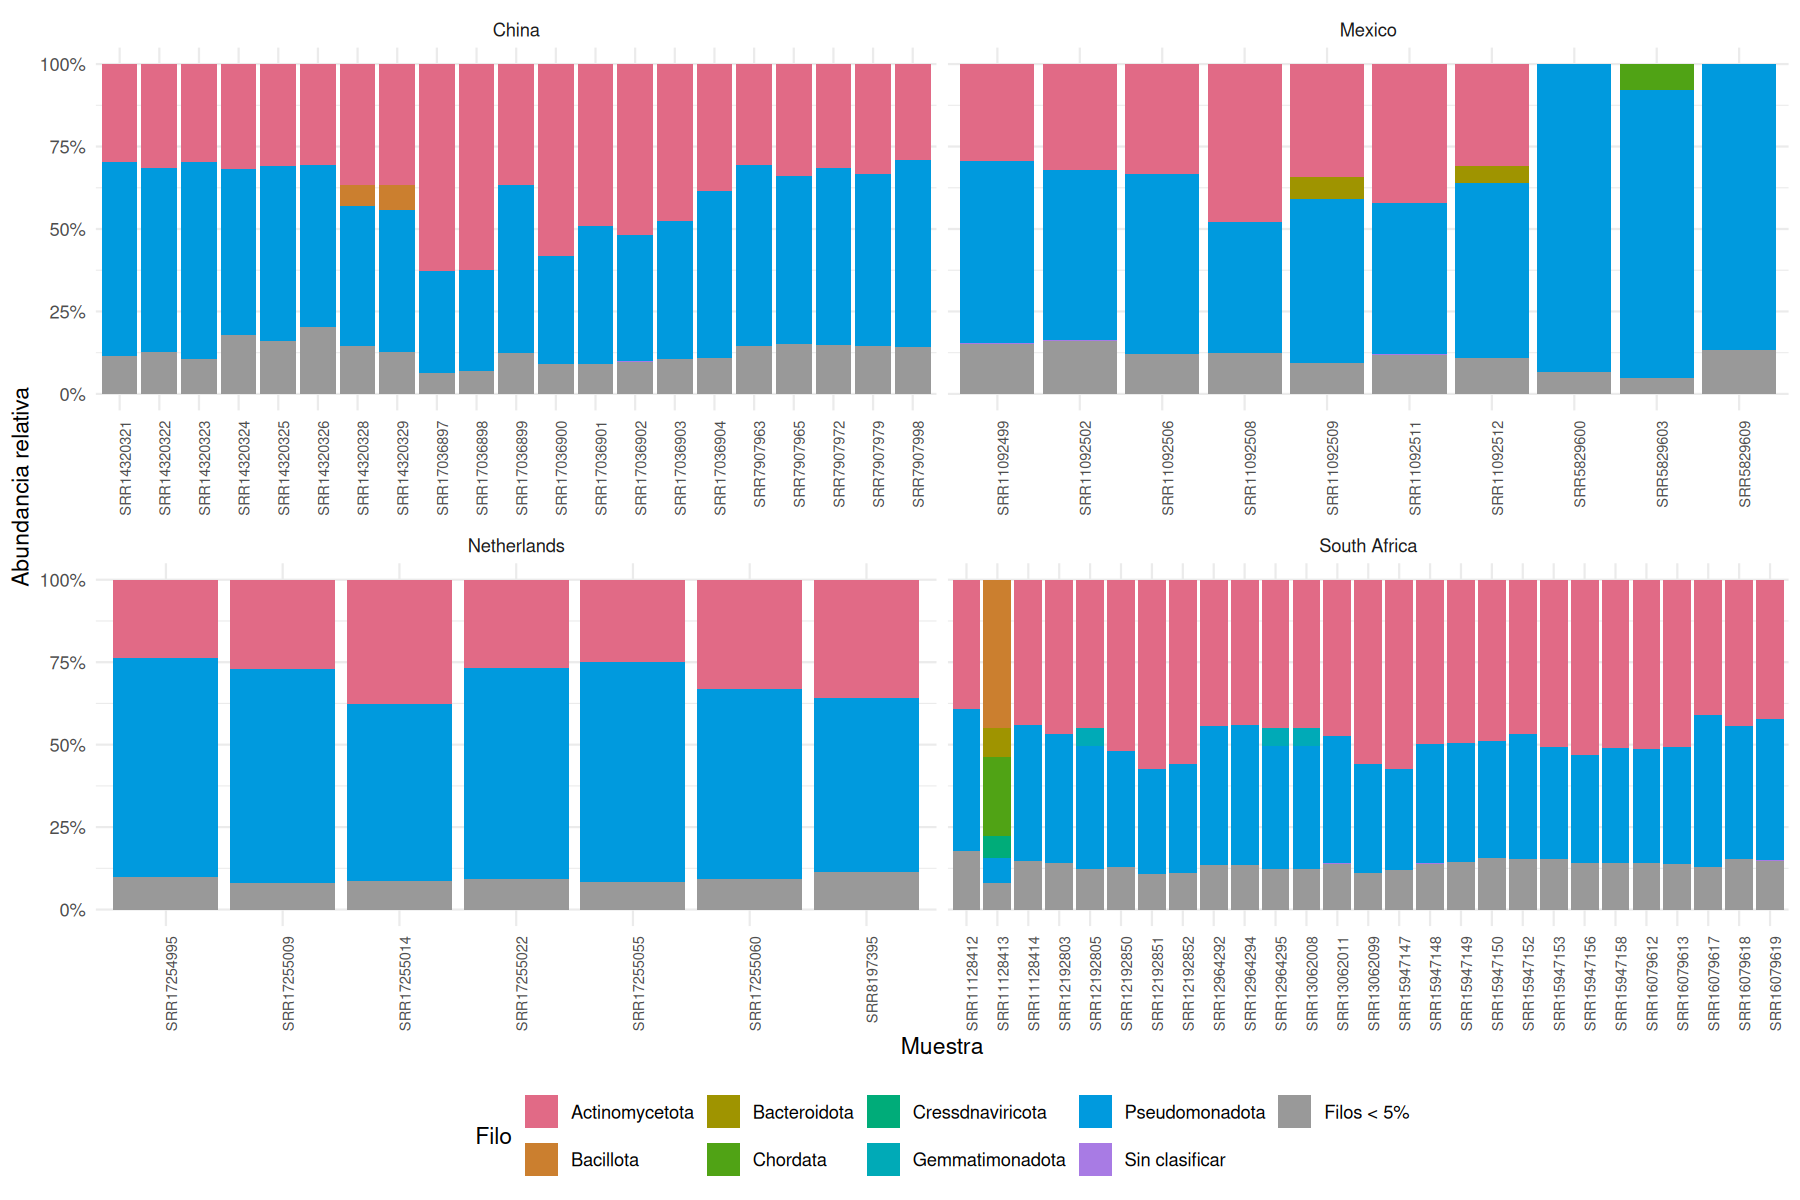 China
Mexico
100%
75%
50%
25%
0%
SRR14320321
SRR14320322
SRR14320323
SRR14320324
SRR14320325
SRR14320326
SRR14320328
SRR14320329
SRR17036897
SRR17036898
SRR17036899
SRR17036900
SRR17036901
SRR17036902
SRR17036903
SRR17036904
SRR7907963
SRR7907965
SRR7907972
SRR7907979
SRR7907998
SRR11092499
SRR11092502
SRR11092506
SRR11092508
SRR11092509
SRR11092511
SRR11092512
SRR5829600
SRR5829603
SRR5829609
Abundancia relativa
Netherlands
South Africa
100%
75%
50%
25%
0%
SRR17254995
SRR17255009
SRR17255014
SRR17255022
SRR17255055
SRR17255060
SRR8197395
SRR11128412
SRR11128413
SRR11128414
SRR12192803
SRR12192805
SRR12192850
SRR12192851
SRR12192852
SRR12964292
SRR12964294
SRR12964295
SRR13062008
SRR13062011
SRR13062099
SRR15947147
SRR15947148
SRR15947149
SRR15947150
SRR15947152
SRR15947153
SRR15947156
SRR15947158
SRR16079612
SRR16079613
SRR16079617
SRR16079618
SRR16079619
Muestra
Filo
Actinomycetota
Bacteroidota
Cressdnaviricota
Pseudomonadota
Filos < 5%
Bacillota
Chordata
Gemmatimonadota
Sin clasificar